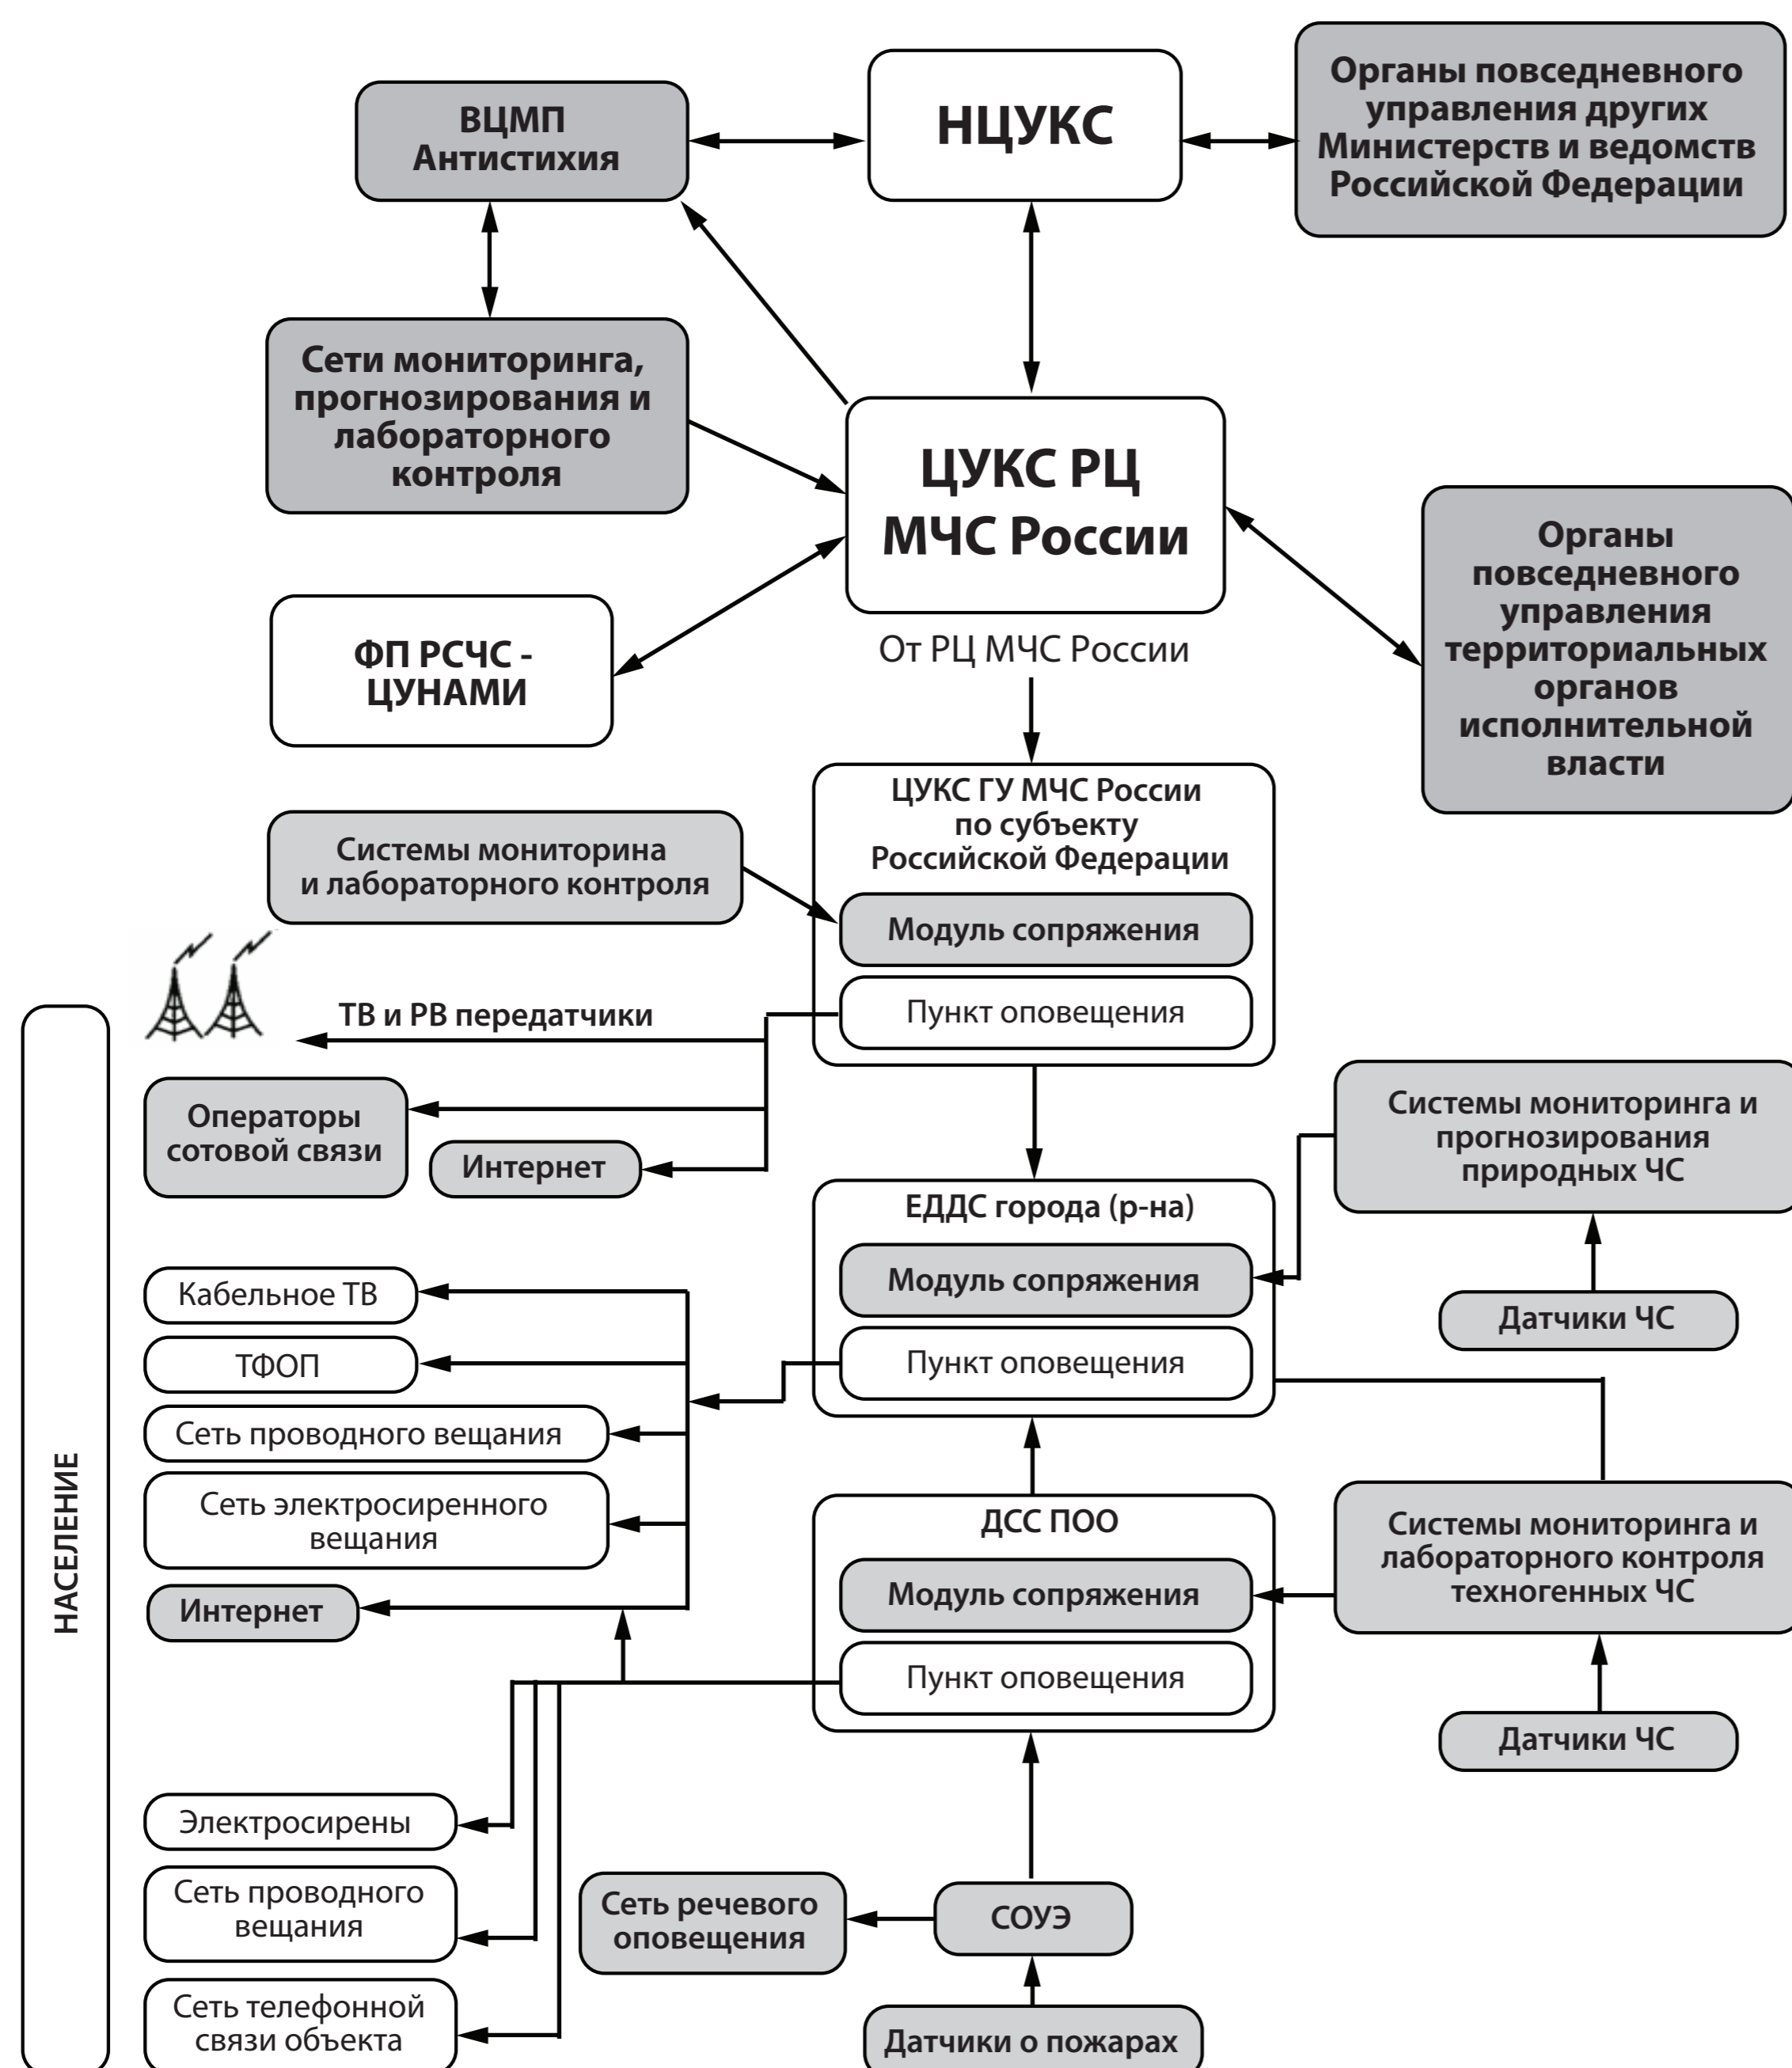 ВЦМП
Антистихия
НЦУКС
Органы повседневного
управления других
Министерств и ведомств
Российской Федерации
Сети мониторинга,
прогнозирования и
лабораторного
контроля
ЦУКС РЦ
МЧС России
ФП РСЧС -
ЦУНАМИ
Органы
повседневного
управления
территориальных
органов
исполнительной
власти
От РЦ МЧС России
ЦУКС ГУ МЧС России
по субъекту
Российской Федерации
Модуль сопряжения
Пункт оповещения
Системы мониторина
и лабораторного контроля
ТВ и РВ передатчики
Операторы
сотовой связи
Интернет
НАСЕЛЕНИЕ
ЕДДС города (р-на)
Модуль сопряжения
Пункт оповещения
Системы мониторинга и
прогнозирования
природных ЧС
Датчики ЧС
Кабельное ТВ
ТФОП
Сеть проводного вещания
Сеть электросиренного
вещания
Интернет
ДСС ПОО
Модуль сопряжения
Пункт оповещения
Системы мониторинга и
лабораторного контроля
техногенных ЧС
Датчики ЧС
Электросирены
Сеть проводного
вещания
Сеть телефонной
связи объекта
Сеть речевого
оповещения
СОУЭ
Датчики о пожарах